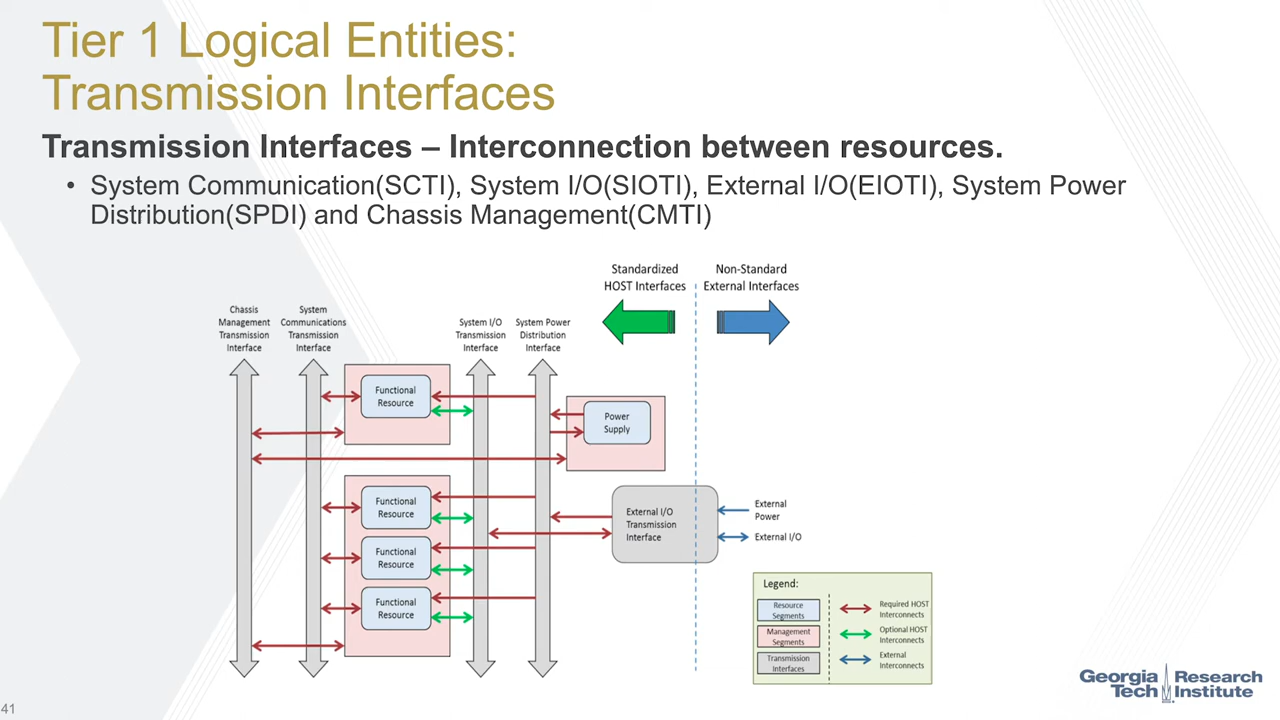 Tier 1 Logical Entities:
Transmission Interfaces
Transmission Interfaces – Interconnection between resources.
• System Communication(SCTI), System I/O(SIOTI), External I/O(EIOTI), System Power
Distribution(SPDI) and Chassis Management(CMTI)
Standardized
HOST Interfaces
Non-Standard
External Interfaces
Chassis
Management
Transmission
Interface
System
Communications
Transmission
Interface
System I/O
Transmission
Interface
System Power
Distribution
Interface
Functional
Resource
Power
Supply
Functional
Resource
Functional
Resource
Functional
Resource
External I/O
Transmission
Interface
External
Power
External I/O
Legend:
Resource
Segments
Management
Segments
Transmission
Interfaces
Required HOST
Interconnects
Optional HOST
Interconnects
External
Interconnects
41
Georgia
Tech
Research
Institute